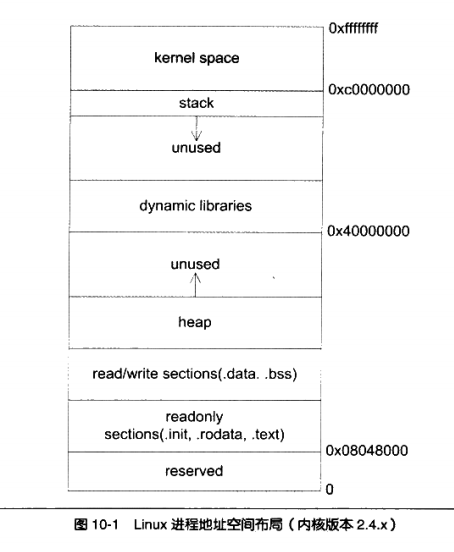 0xffffffff
kernel space
0xc0000000
stack
unused
dynamic libraries
0x40000000
unused
heap
read/write sections(.data. .bss)
readonly
sections(.init, .rodata, .text)
0x08048000
reserved
0
图 10-1 Linux 进程地址空间布局（内核版本 2.4.x）